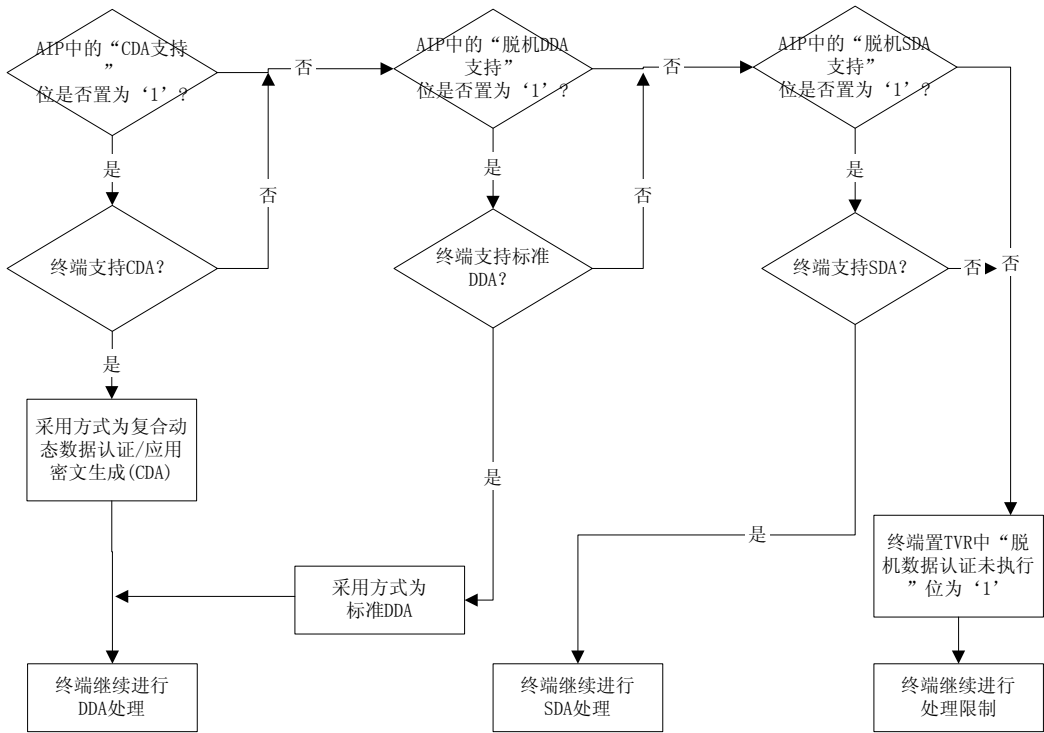 AIP中的“CDA支持
”
位是否置为‘1’?
否
AIP中的“脱机DDA
支持”
位是否置为‘1’?
否
AIP中的“脱机SDA
支持”
位是否置为‘1’?
是
否
是
否
是
终端支持CDA?
终端支持标准
DDA?
终端支持SDA?
否
否
是
采用方式为复合动
态数据认证/应用
密文生成(CDA)
是
是
终端置TVR中“脱
机数据认证未执行
”位为‘1’
采用方式为
标准DDA
终端继续进行
DDA处理
终端继续进行
SDA处理
终端继续进行
处理限制